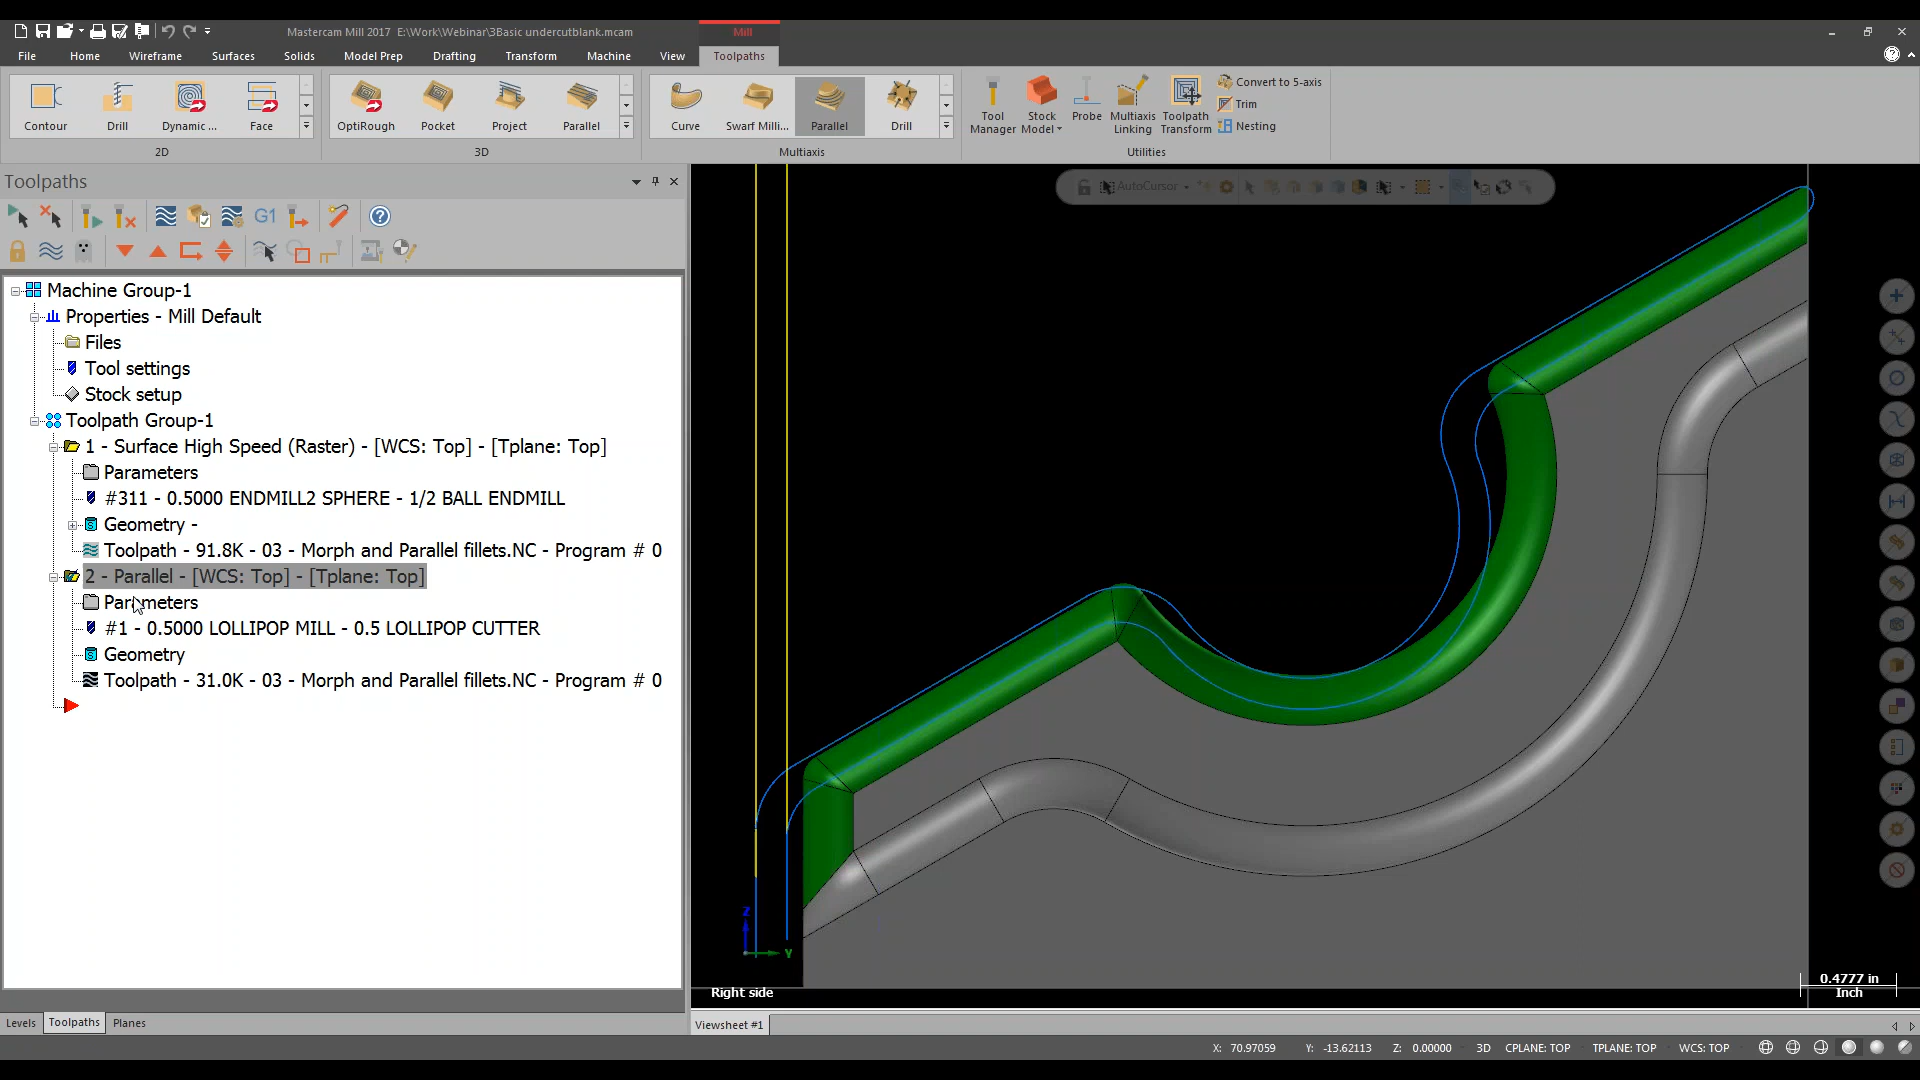 Mastercam Mill 2017  E:\Work\Webinar\3Basic undercutblank.mcam
Mill
File Home Wireframe Surfaces Solids Model Prep Drafting Transform Machine View Toolpaths
Contour Drill Dynamic ... Face
2D
OptiRough Pocket Project Parallel
3D
Curve Swarf Milli... Parallel Drill
Multiaxis
Tool Manager
Stock Model
Probe
Multiaxis Linking
Toolpath Transform
Convert to 5-axis
Trim
Nesting
Utilities
Toolpaths
G1
AutoCursor
Machine Group-1
Properties - Mill Default
Files
Tool settings
Stock setup
Toolpath Group-1
1 - Surface High Speed (Raster) - [WCS: Top] - [Tplane: Top]
Parameters
#311 - 0.5000 ENDMILL2 SPHERE - 1/2 BALL ENDMILL
Geometry -
Toolpath - 91.8K - 03 - Morph and Parallel fillets.NC - Program # 0
2 - Parallel - [WCS: Top] - [Tplane: Top]
Parameters
#1 - 0.5000 LOLLIPOP MILL - 0.5 LOLLIPOP CUTTER
Geometry
Toolpath - 31.0K - 03 - Morph and Parallel fillets.NC - Program # 0
Z
Y
Right side
0.4777 in
Inch
Levels Toolpaths Planes
Viewsheet #1
X: 70.97059 Y: -13.62113 Z: 0.00000 3D CPLANE: TOP TPLANE: TOP WCS: TOP